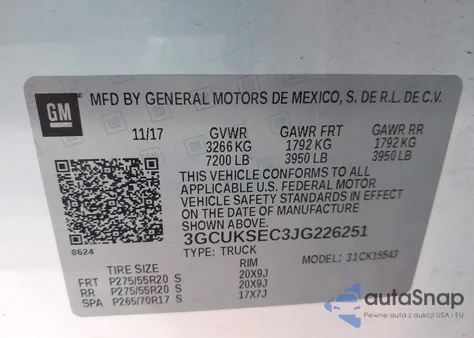 GM
MFD BY GENERAL MOTORS DE MEXICO, S. DE R.L. DE C.V.
11/17 GVWR GAWR FRT GAWR RR
3266 KG 1792 KG 1792 KG
7200 LB 3950 LB 3950 LB
THIS VEHICLE CONFORMS TO ALL
APPLICABLE U.S. FEDERAL MOTOR
VEHICLE SAFETY STANDARDS IN EFFECT
ON THE DATE OF MANUFACTURE
SHOWN ABOVE.
3GCUKSEC3JG226251
8624 TYPE: TRUCK MODEL: 31CK15543
TIRE SIZE RIM
FRT P275/55R20 S 20X9J
RR P275/55R20 S 20X9J
SPA P265/70R17 S 17X7J
autaSnap
Pewne auta z USA i EU